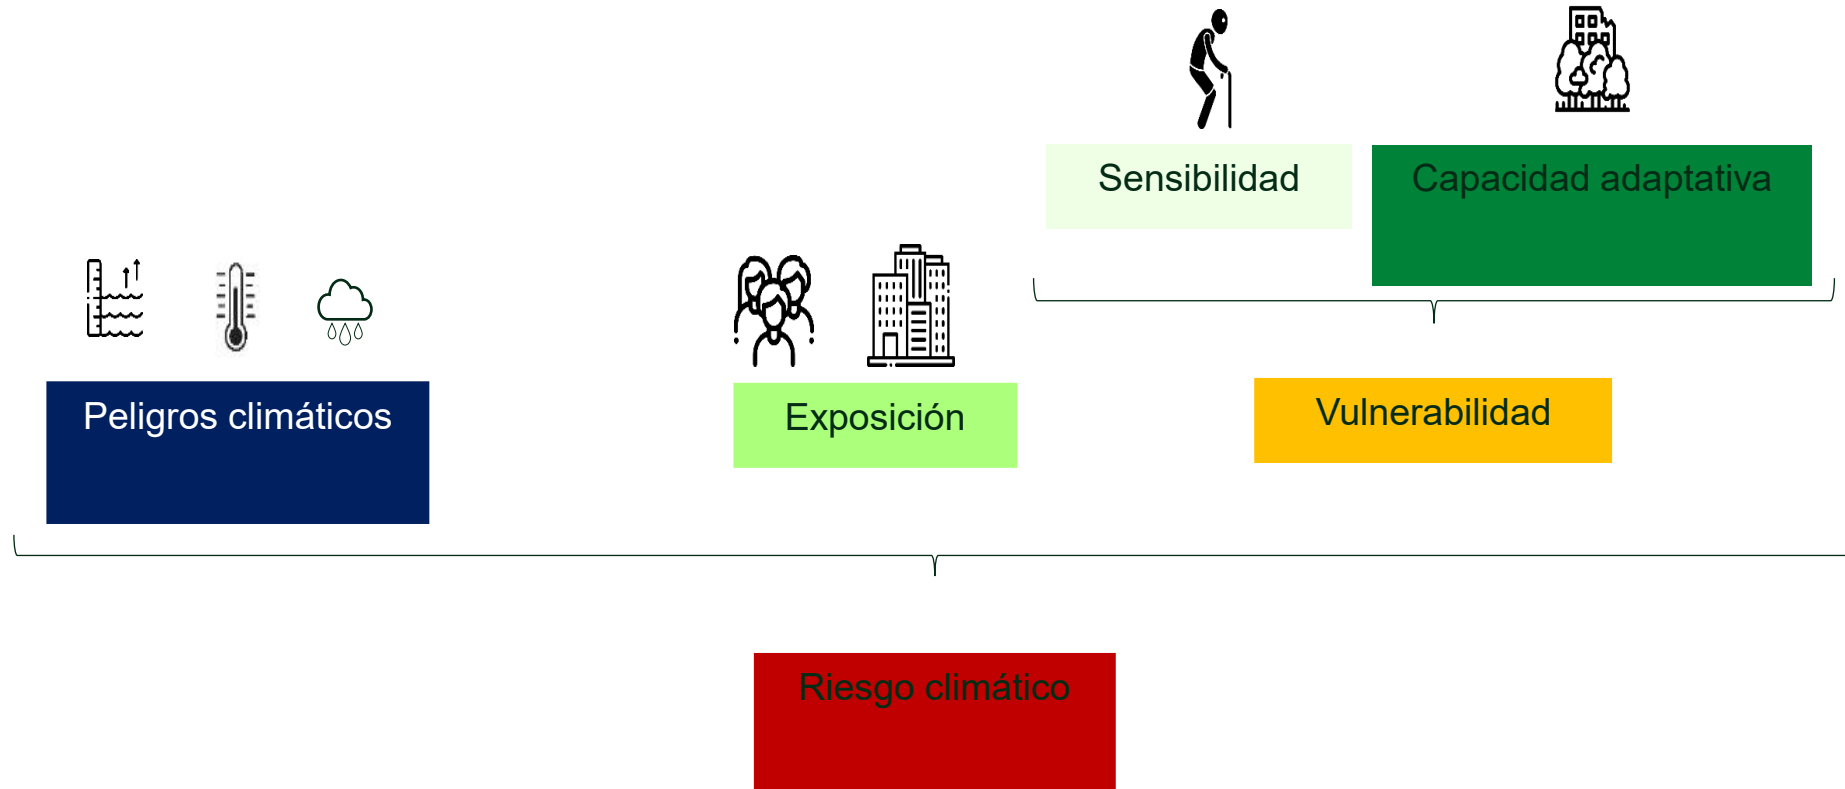 Sensibilidad
Capacidad adaptativa
Peligros climáticos
Exposición
Vulnerabilidad
Riesgo climático